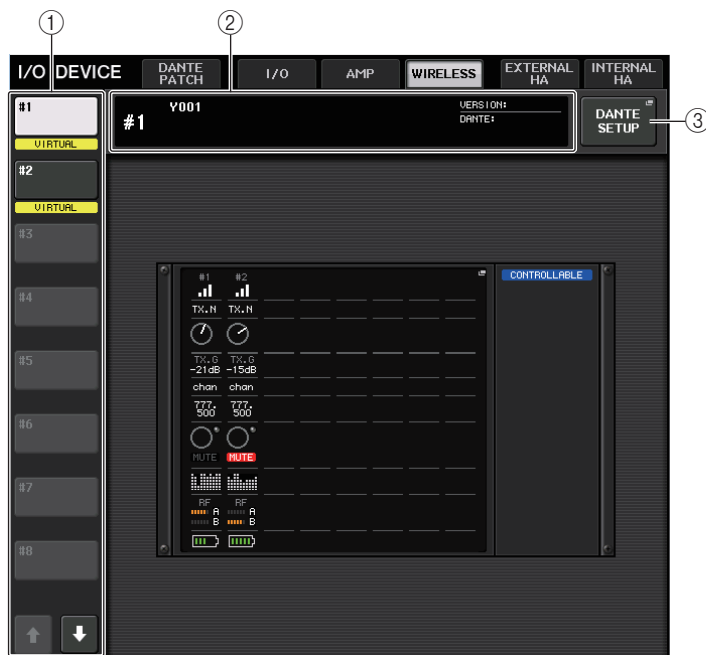 ① ②
I/O DEVICE DANTE PATCH I/O AMP WIRELESS EXTERNAL HA INTERNAL HA
#1 Y001 VERSION:
DANTE:
DANTE SETUP ③
#1
VIRTUAL
#2
VIRTUAL
#3
#4
#5
#6
#7
#8
#1 #2 CONTROLLABLE
TX.N TX.N
TX.G TX.G
-21dB -15dB
chan chan
777.500 777.500
MUTE MUTE
RF RF
A A
B B